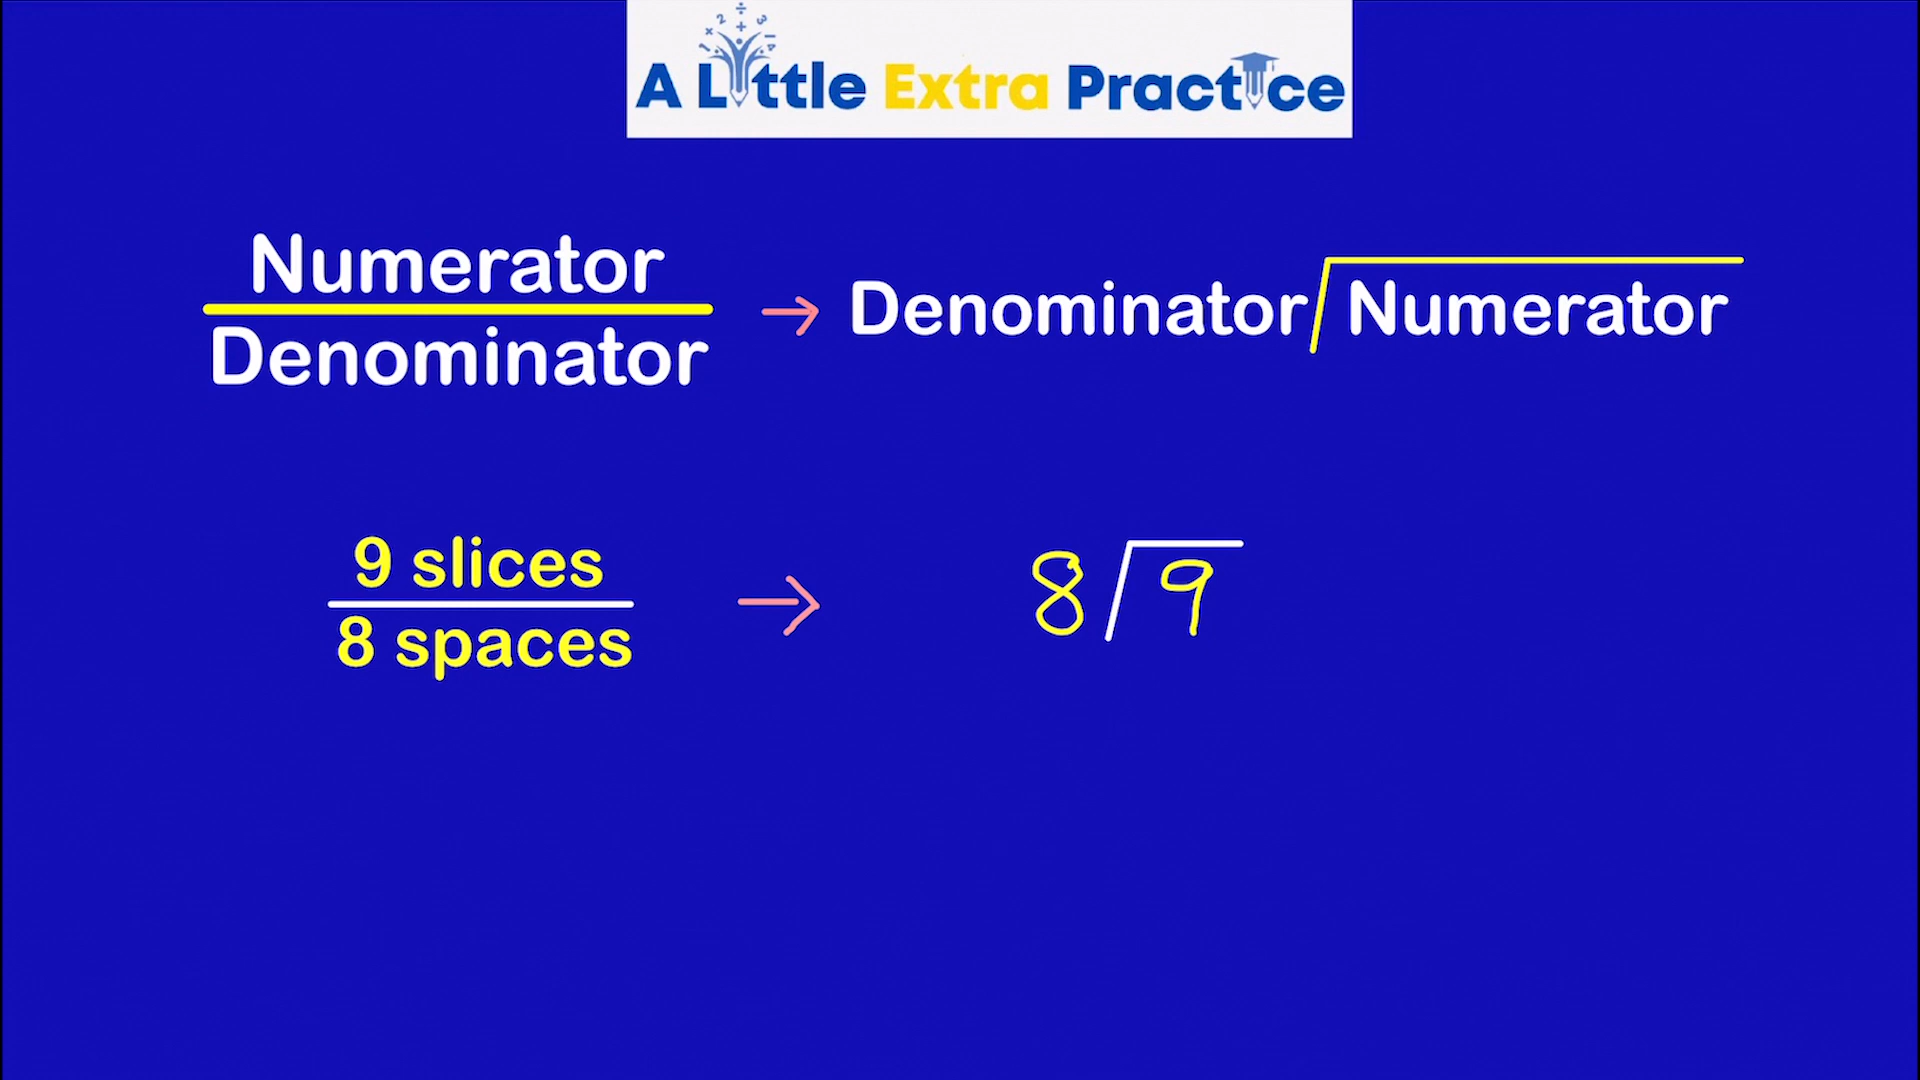 A Little Extra Practice
Numerator
Denominator
→ Denominator Numerator
9 slices
8 spaces
→ 8 9